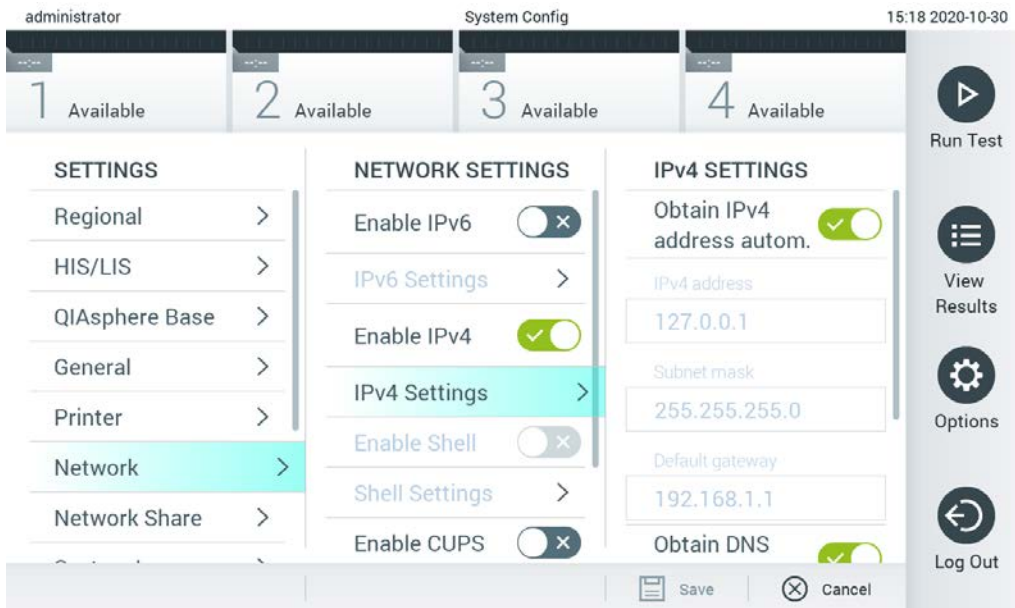 administrator
System Config
15:18 2020-10-30
--:--
--:--
--:--
--:--
1 Available
2 Available
3 Available
4 Available
SETTINGS
Regional
HIS/LIS
QIAsphere Base
General
Printer
Network
Network Share
NETWORK SETTINGS
Enable IPv6
IPv6 Settings
Enable IPv4
IPv4 Settings
Enable Shell
Shell Settings
Enable CUPS
IPv4 SETTINGS
Obtain IPv4
address autom.
IPv4 address
127.0.0.1
Subnet mask
255.255.255.0
Default gateway
192.168.1.1
Obtain DNS
Run Test
View
Results
Options
Log Out
Save
Cancel